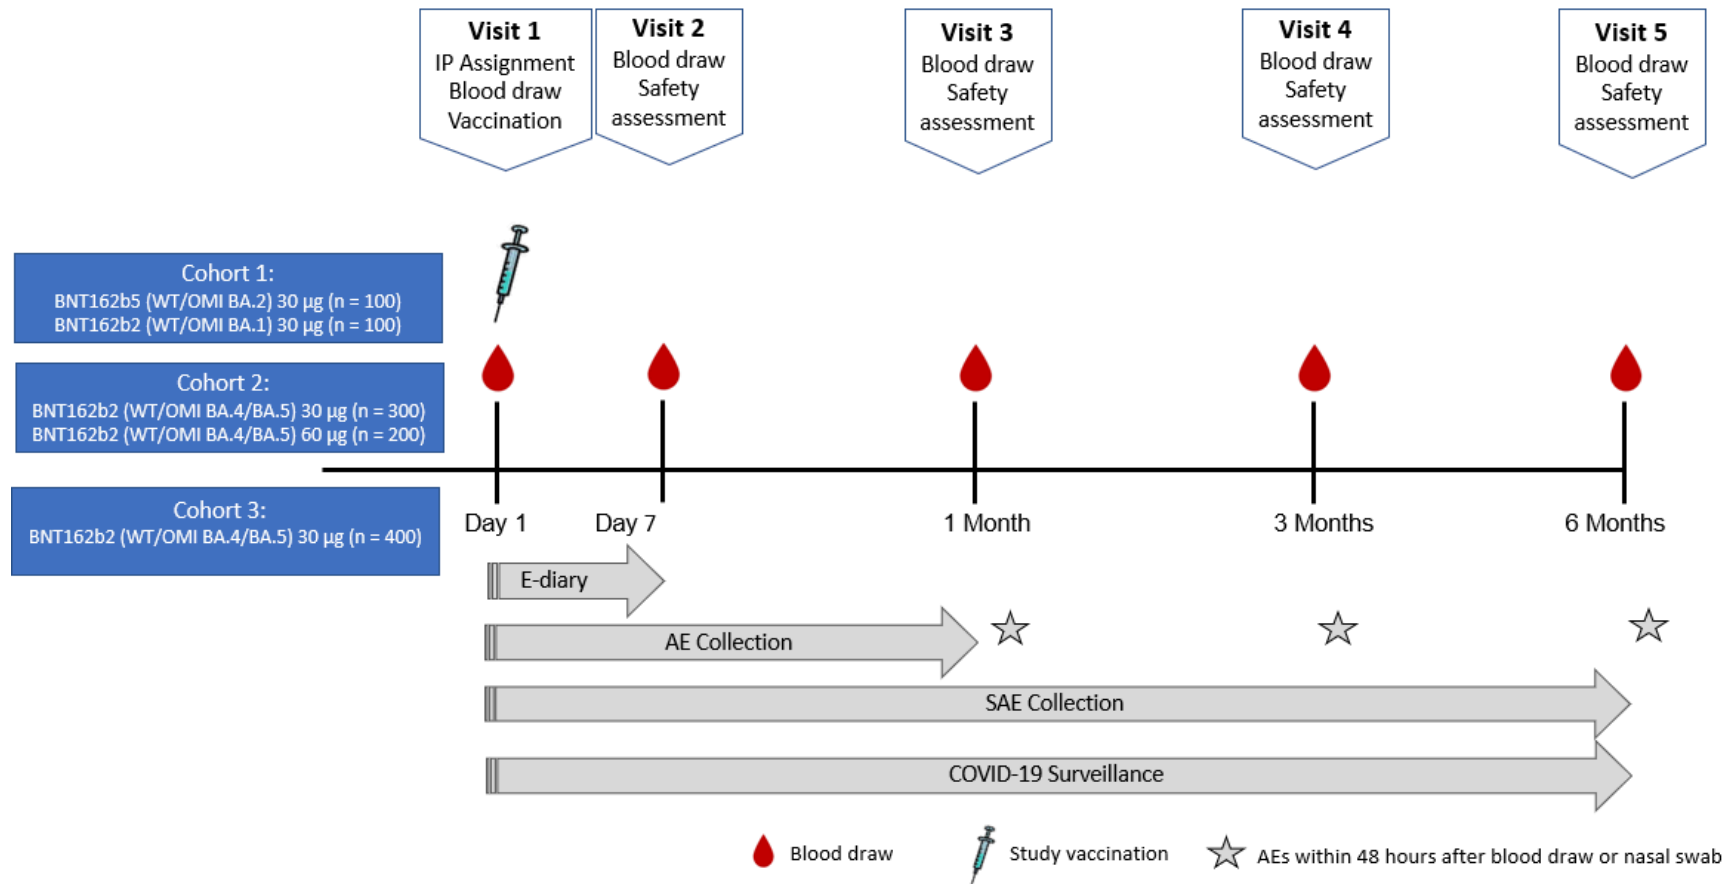 Visit 1
IP Assignment
Blood draw
Vaccination
Visit 2
Blood draw
Safety
assessment
Visit 3
Blood draw
Safety
assessment
Visit 4
Blood draw
Safety
assessment
Visit 5
Blood draw
Safety
assessment
Cohort 1:
BNT162b5 (WT/OMI BA.2) 30 µg (n = 100)
BNT162b2 (WT/OMI BA.1) 30 µg (n = 100)
Cohort 2:
BNT162b2 (WT/OMI BA.4/BA.5) 30 µg (n = 300)
BNT162b2 (WT/OMI BA.4/BA.5) 60 µg (n = 200)
Cohort 3:
BNT162b2 (WT/OMI BA.4/BA.5) 30 µg (n = 400)
Day 1
Day 7
1 Month
3 Months
6 Months
E-diary
AE Collection
SAE Collection
COVID-19 Surveillance
Blood draw
Study vaccination
AEs within 48 hours after blood draw or nasal swab